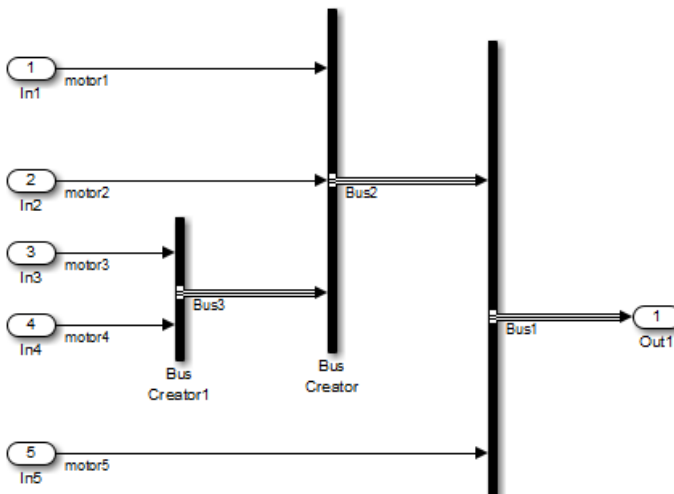 1
motor1
In1
2
motor2
In2
Bus2
3
motor3
In3
Bus3
4
motor4
In4
Bus
Creator1
Bus
Creator
Bus1
1
Out1
5
motor5
In5